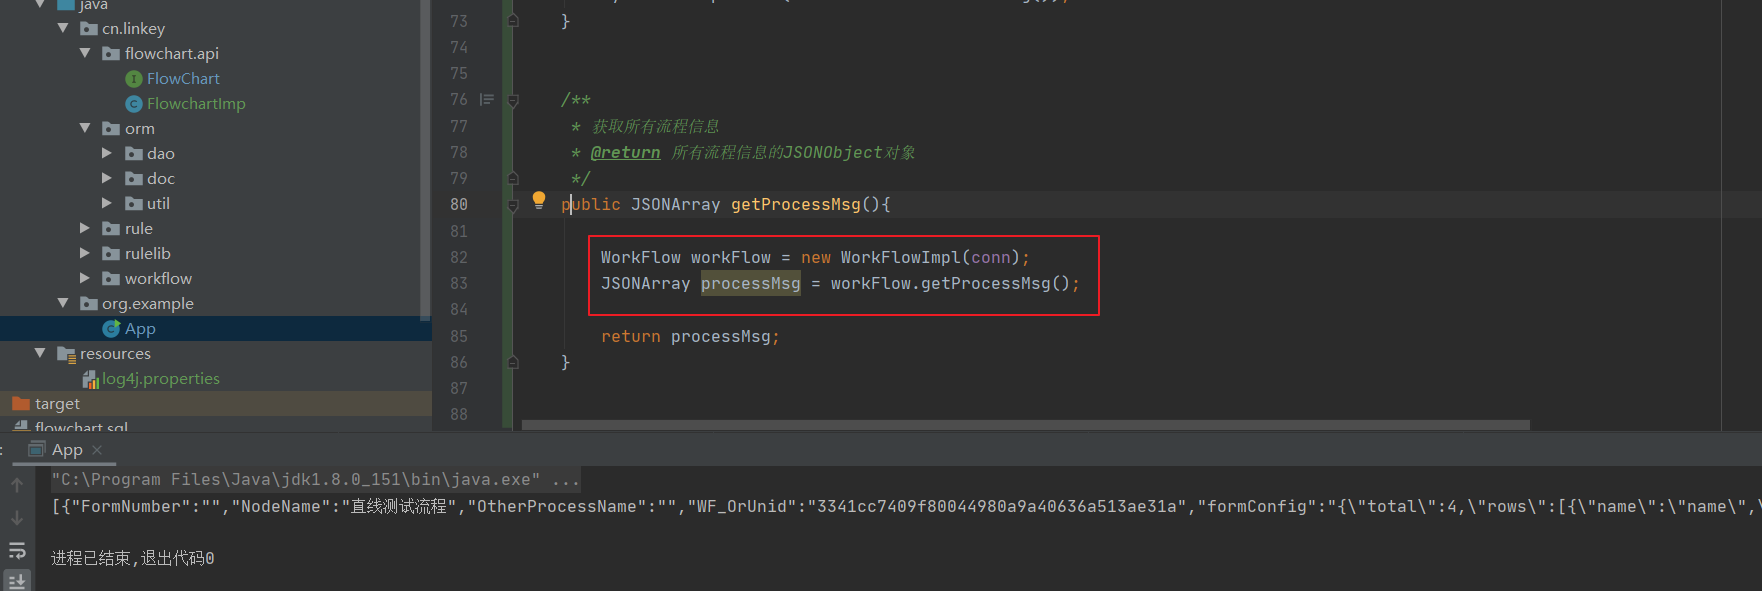 java
cn.linkey
flowchart.api
FlowChart
FlowchartImp
orm
dao
doc
util
rule
rulelib
workflow
org.example
App
resources
log4j.properties
target
flowchart.sql
73 }
74
75
76 /**
77 * 获取所有流程信息
78 * @return 所有流程信息的JSONObject对象
79 */
80 public JSONArray getProcessMsg(){
81
82 WorkFlow workFlow = new WorkFlowImpl(conn);
83 JSONArray processMsg = workFlow.getProcessMsg();
84
85 return processMsg;
86 }
87
88
: App ×
"C:\Program Files\Java\jdk1.8.0_151\bin\java.exe" ...
[{"FormNumber":"","NodeName":"直线测试流程","OtherProcessName":"","WF_OrUnid":"3341cc7409f80044980a9a40636a513ae31a","formConfig":"{\"total\":4,\"rows\":[{\"name\":\"name\",\
进程已结束,退出代码0